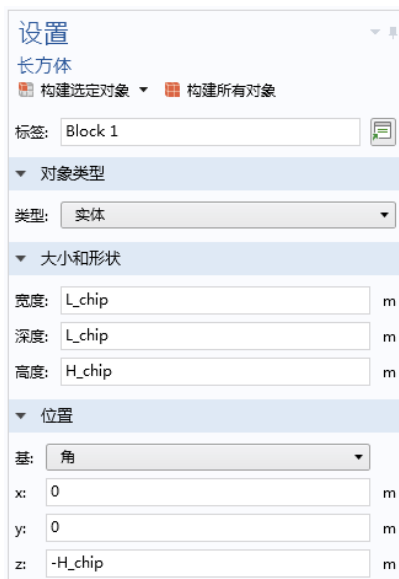 设置
长方体
构建选定对象 构建所有对象
标签: Block 1
对象类型
类型: 实体
大小和形状
宽度: L_chip m
深度: L_chip m
高度: H_chip m
位置
基: 角
x: 0 m
y: 0 m
z: -H_chip m